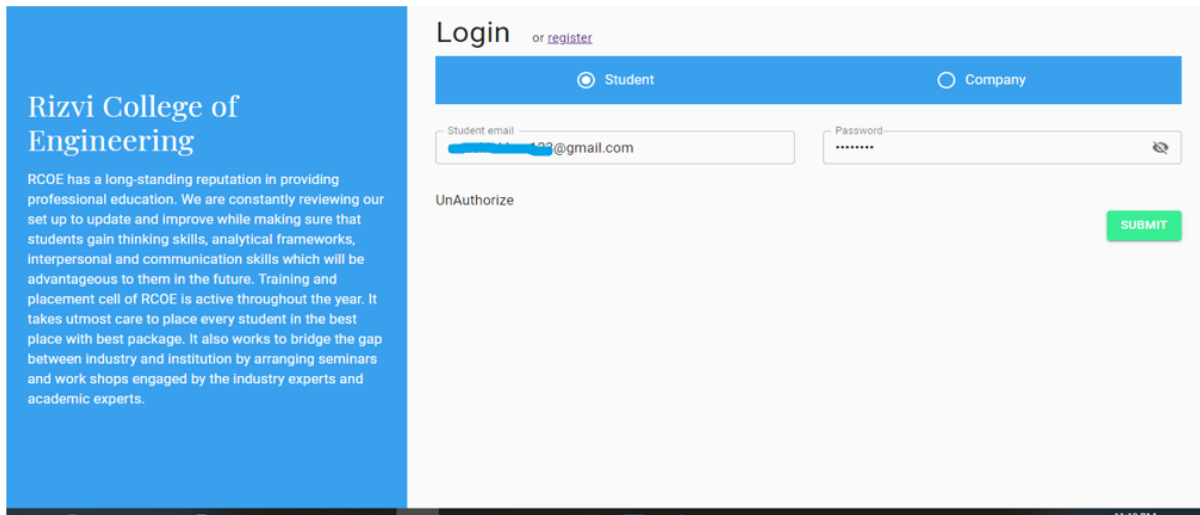 Login or register
Student Company
Rizvi College of
Engineering
RCOE has a long-standing reputation in providing
professional education. We are constantly reviewing our
set up to update and improve while making sure that
students gain thinking skills, analytical frameworks,
interpersonal and communication skills which will be
advantageous to them in the future. Training and
placement cell of RCOE is active throughout the year. It
takes utmost care to place every student in the best
place with best package. It also works to bridge the gap
between industry and institution by arranging seminars
and work shops engaged by the industry experts and
academic experts.
Student email
@gmail.com
Password
••••••••
UnAuthorize
SUBMIT